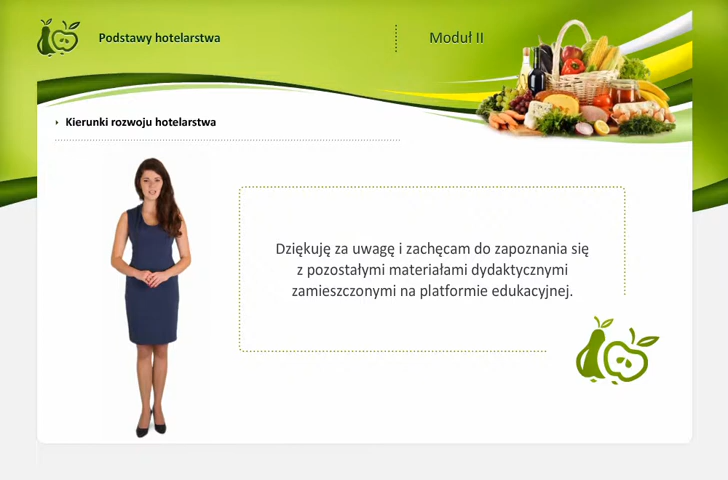 Podstawy hotelarstwa
Moduł II
Kierunki rozwoju hotelarstwa
Dziękuję za uwagę i zachęcam do zapoznania się
z pozostałymi materiałami dydaktycznymi
zamieszczonymi na platformie edukacyjnej.